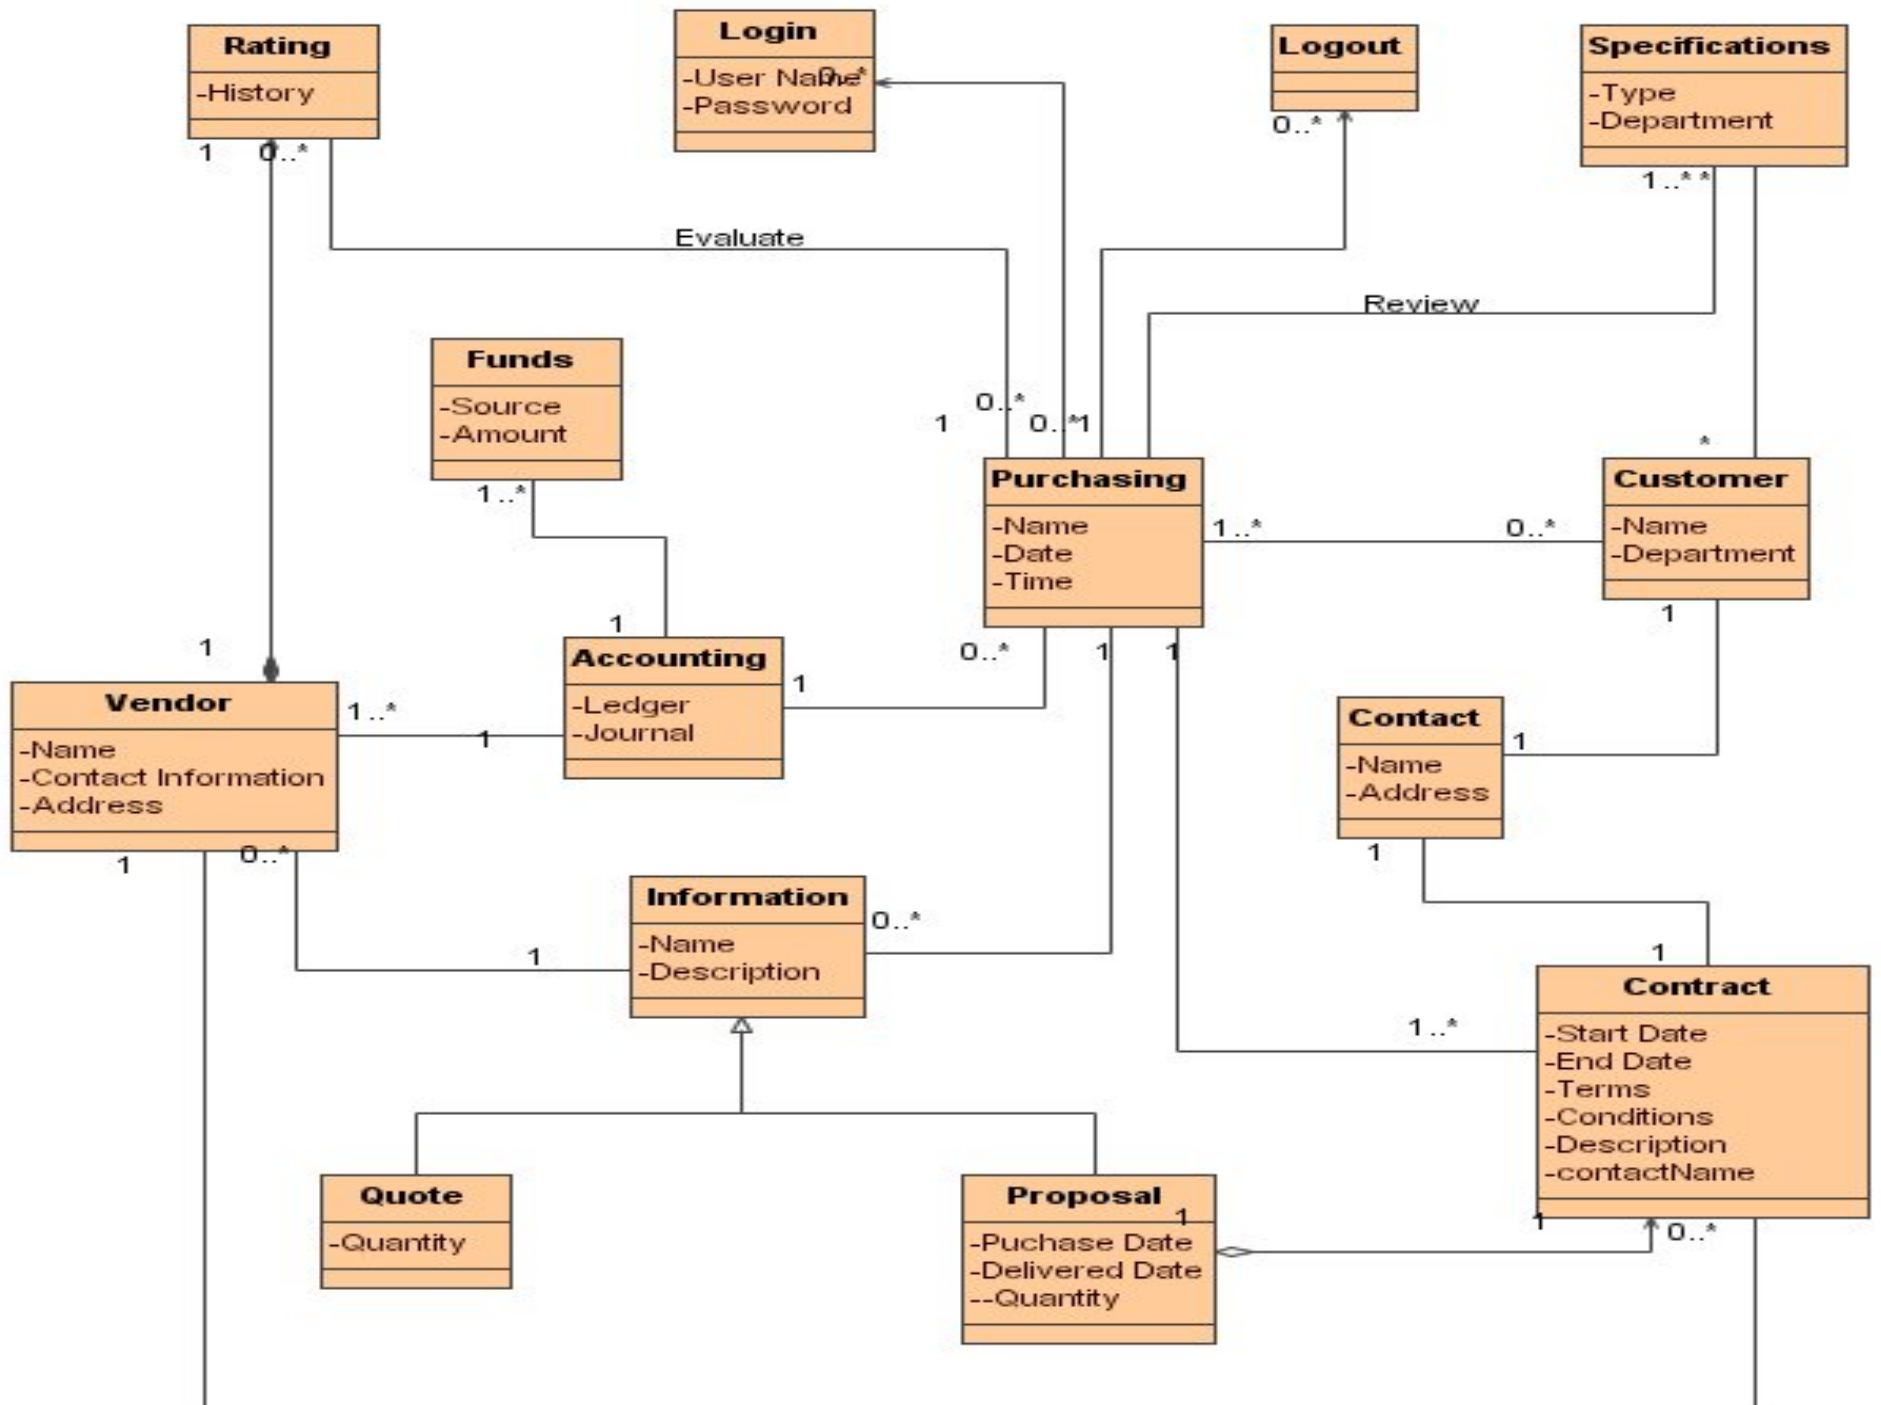 Rating
-History
1
0..*
Login
-User Name
0..*
-Password
Logout
0..*
Specifications
-Type
-Department
1..*
*
Evaluate
Review
Funds
-Source
-Amount
1..*
1
0..*
0..*
1
*
Purchasing
-Name
-Date
-Time
1..*
0..*
Customer
-Name
-Department
1
1
Accounting
-Ledger
-Journal
1
0..*
1
1
1
Vendor
-Name
-Contact Information
-Address
1..*
1
Contact
-Name
-Address
1
1
1
0..*
Information
-Name
-Description
0..*
1
1
Contract
-Start Date
-End Date
-Terms
-Conditions
-Description
-contactName
1..*
1
0..*
Quote
-Quantity
Proposal
1
-Puchase Date
-Delivered Date
--Quantity